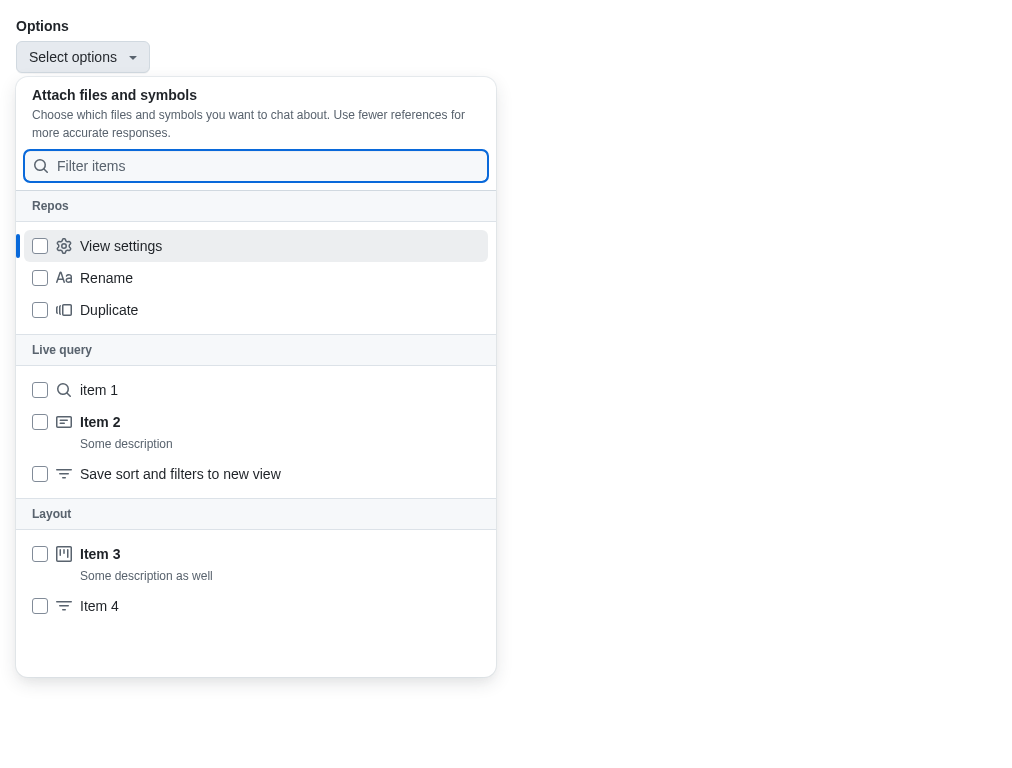 Options
Select options
Attach files and symbols
Choose which files and symbols you want to chat about. Use fewer references for
more accurate responses.
Filter items
Repos
View settings
Rename
Duplicate
Live query
item 1
Item 2
Some description
Save sort and filters to new view
Layout
Item 3
Some description as well
Item 4